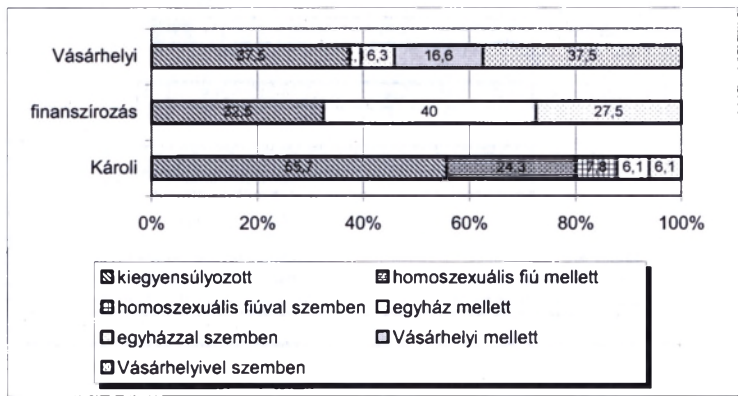 Vásárhelyi 37,5 2,1 6,3 16,6 37,5
finanszírozás 32,5 40 27,5
Károli 55,7 24,3 7,8 6,1 6,1
0% 20% 40% 60% 80% 100%
kiegyensúlyozott homoszexuális fiú mellett
homoszexuális fiúval szemben egyház mellett
egyházzal szemben Vásárhelyi mellett
Vásárhelyivel szemben